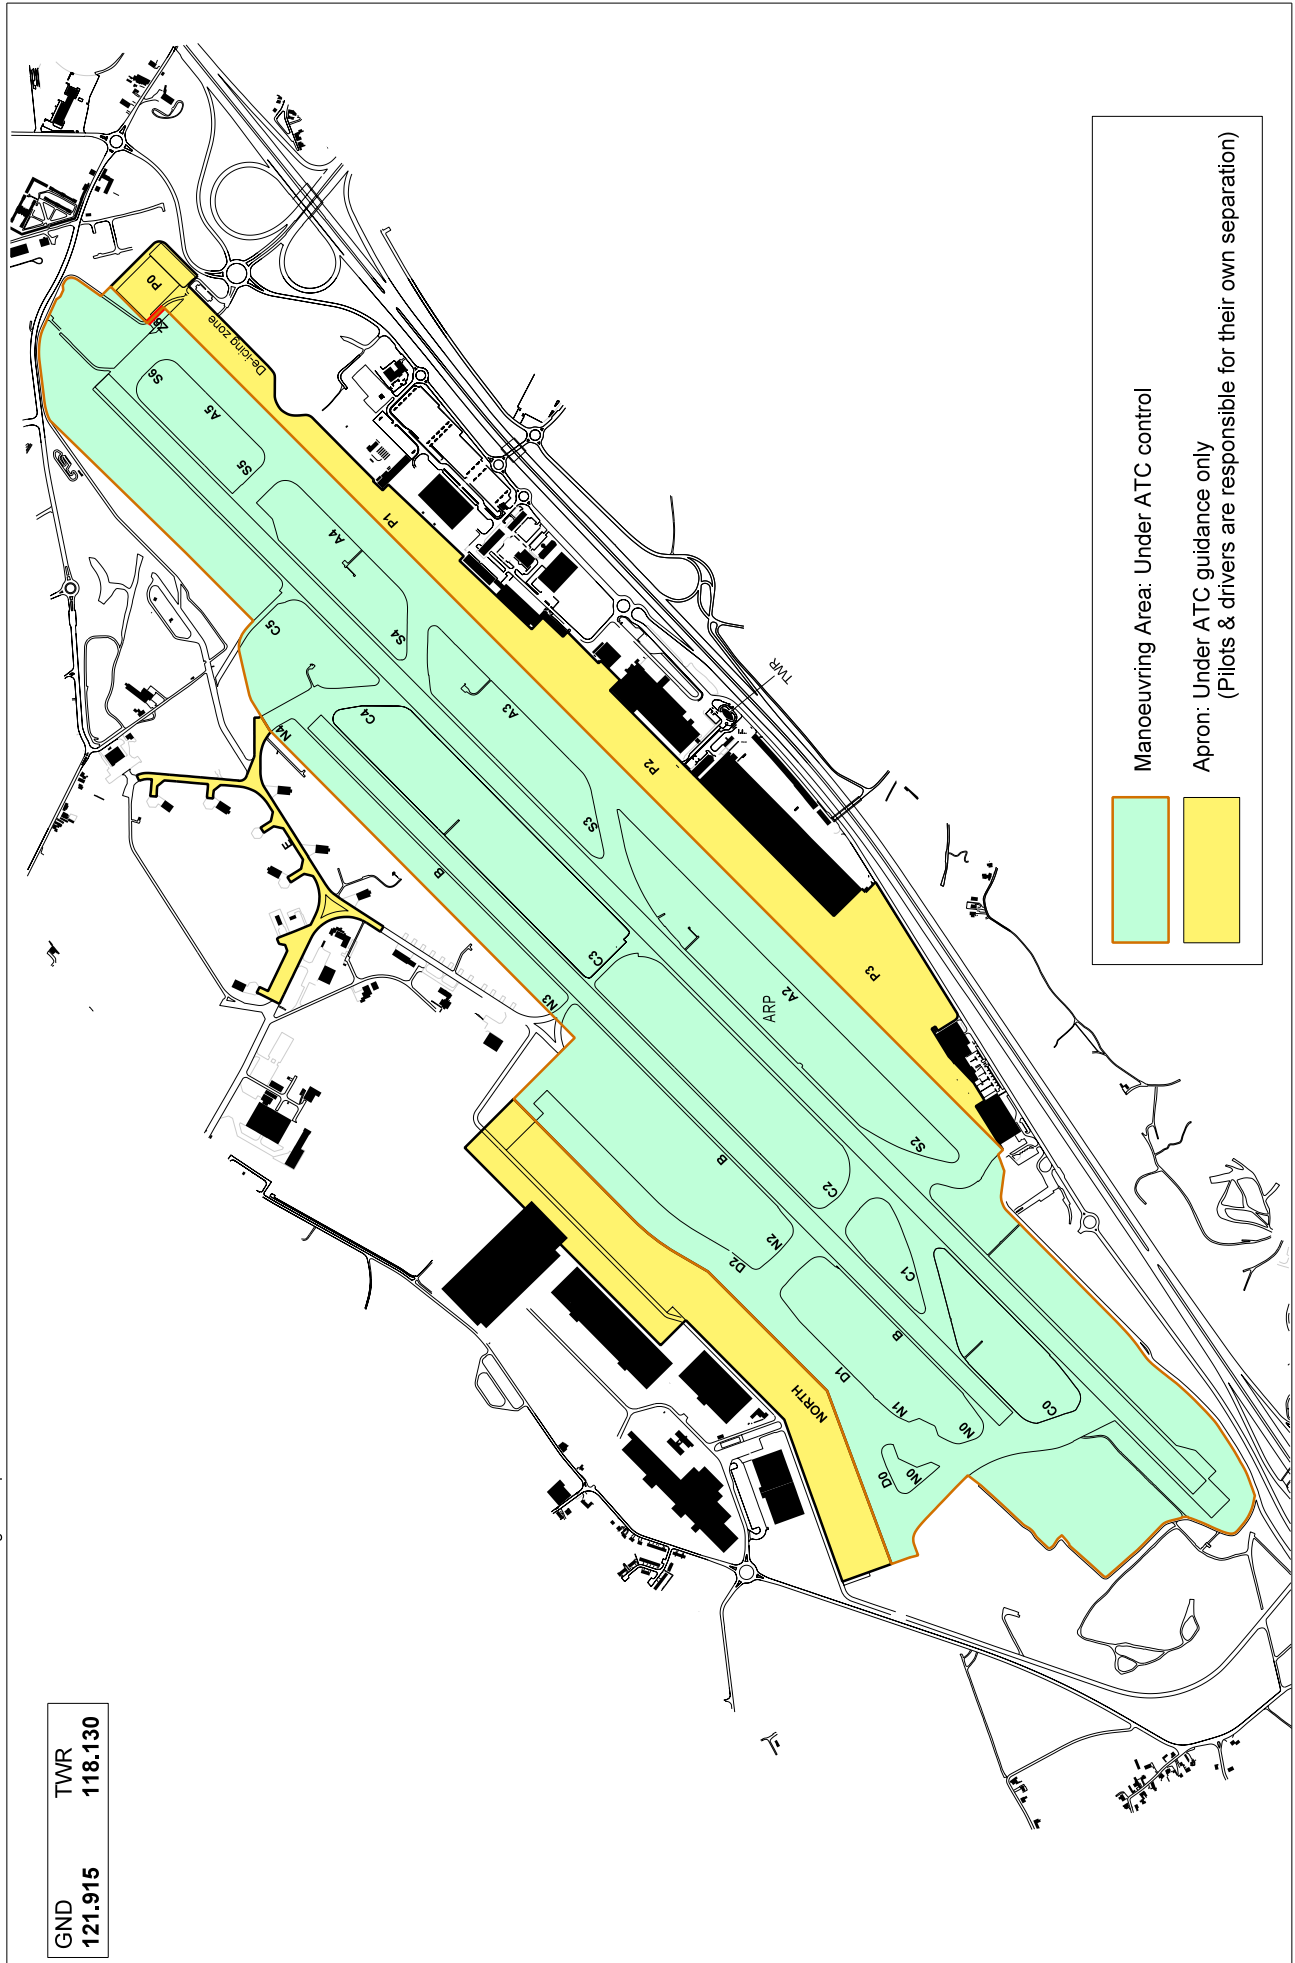 GND TWR
121.915 118.130
P0
Z8
De-icing zone
S6
A5
S5
P1
A4
S4
C5
C4
N4
A3
S3
TWR
F
P2
E
B
C3
N3
A2
ARP
P3
S2
B
C2
N2
D2
C1
B
D1
N1
N0
C0
NORTH
D0
N0
Manoeuvring Area: Under ATC control
Apron: Under ATC guidance only
(Pilots & drivers are responsible for their own separation)